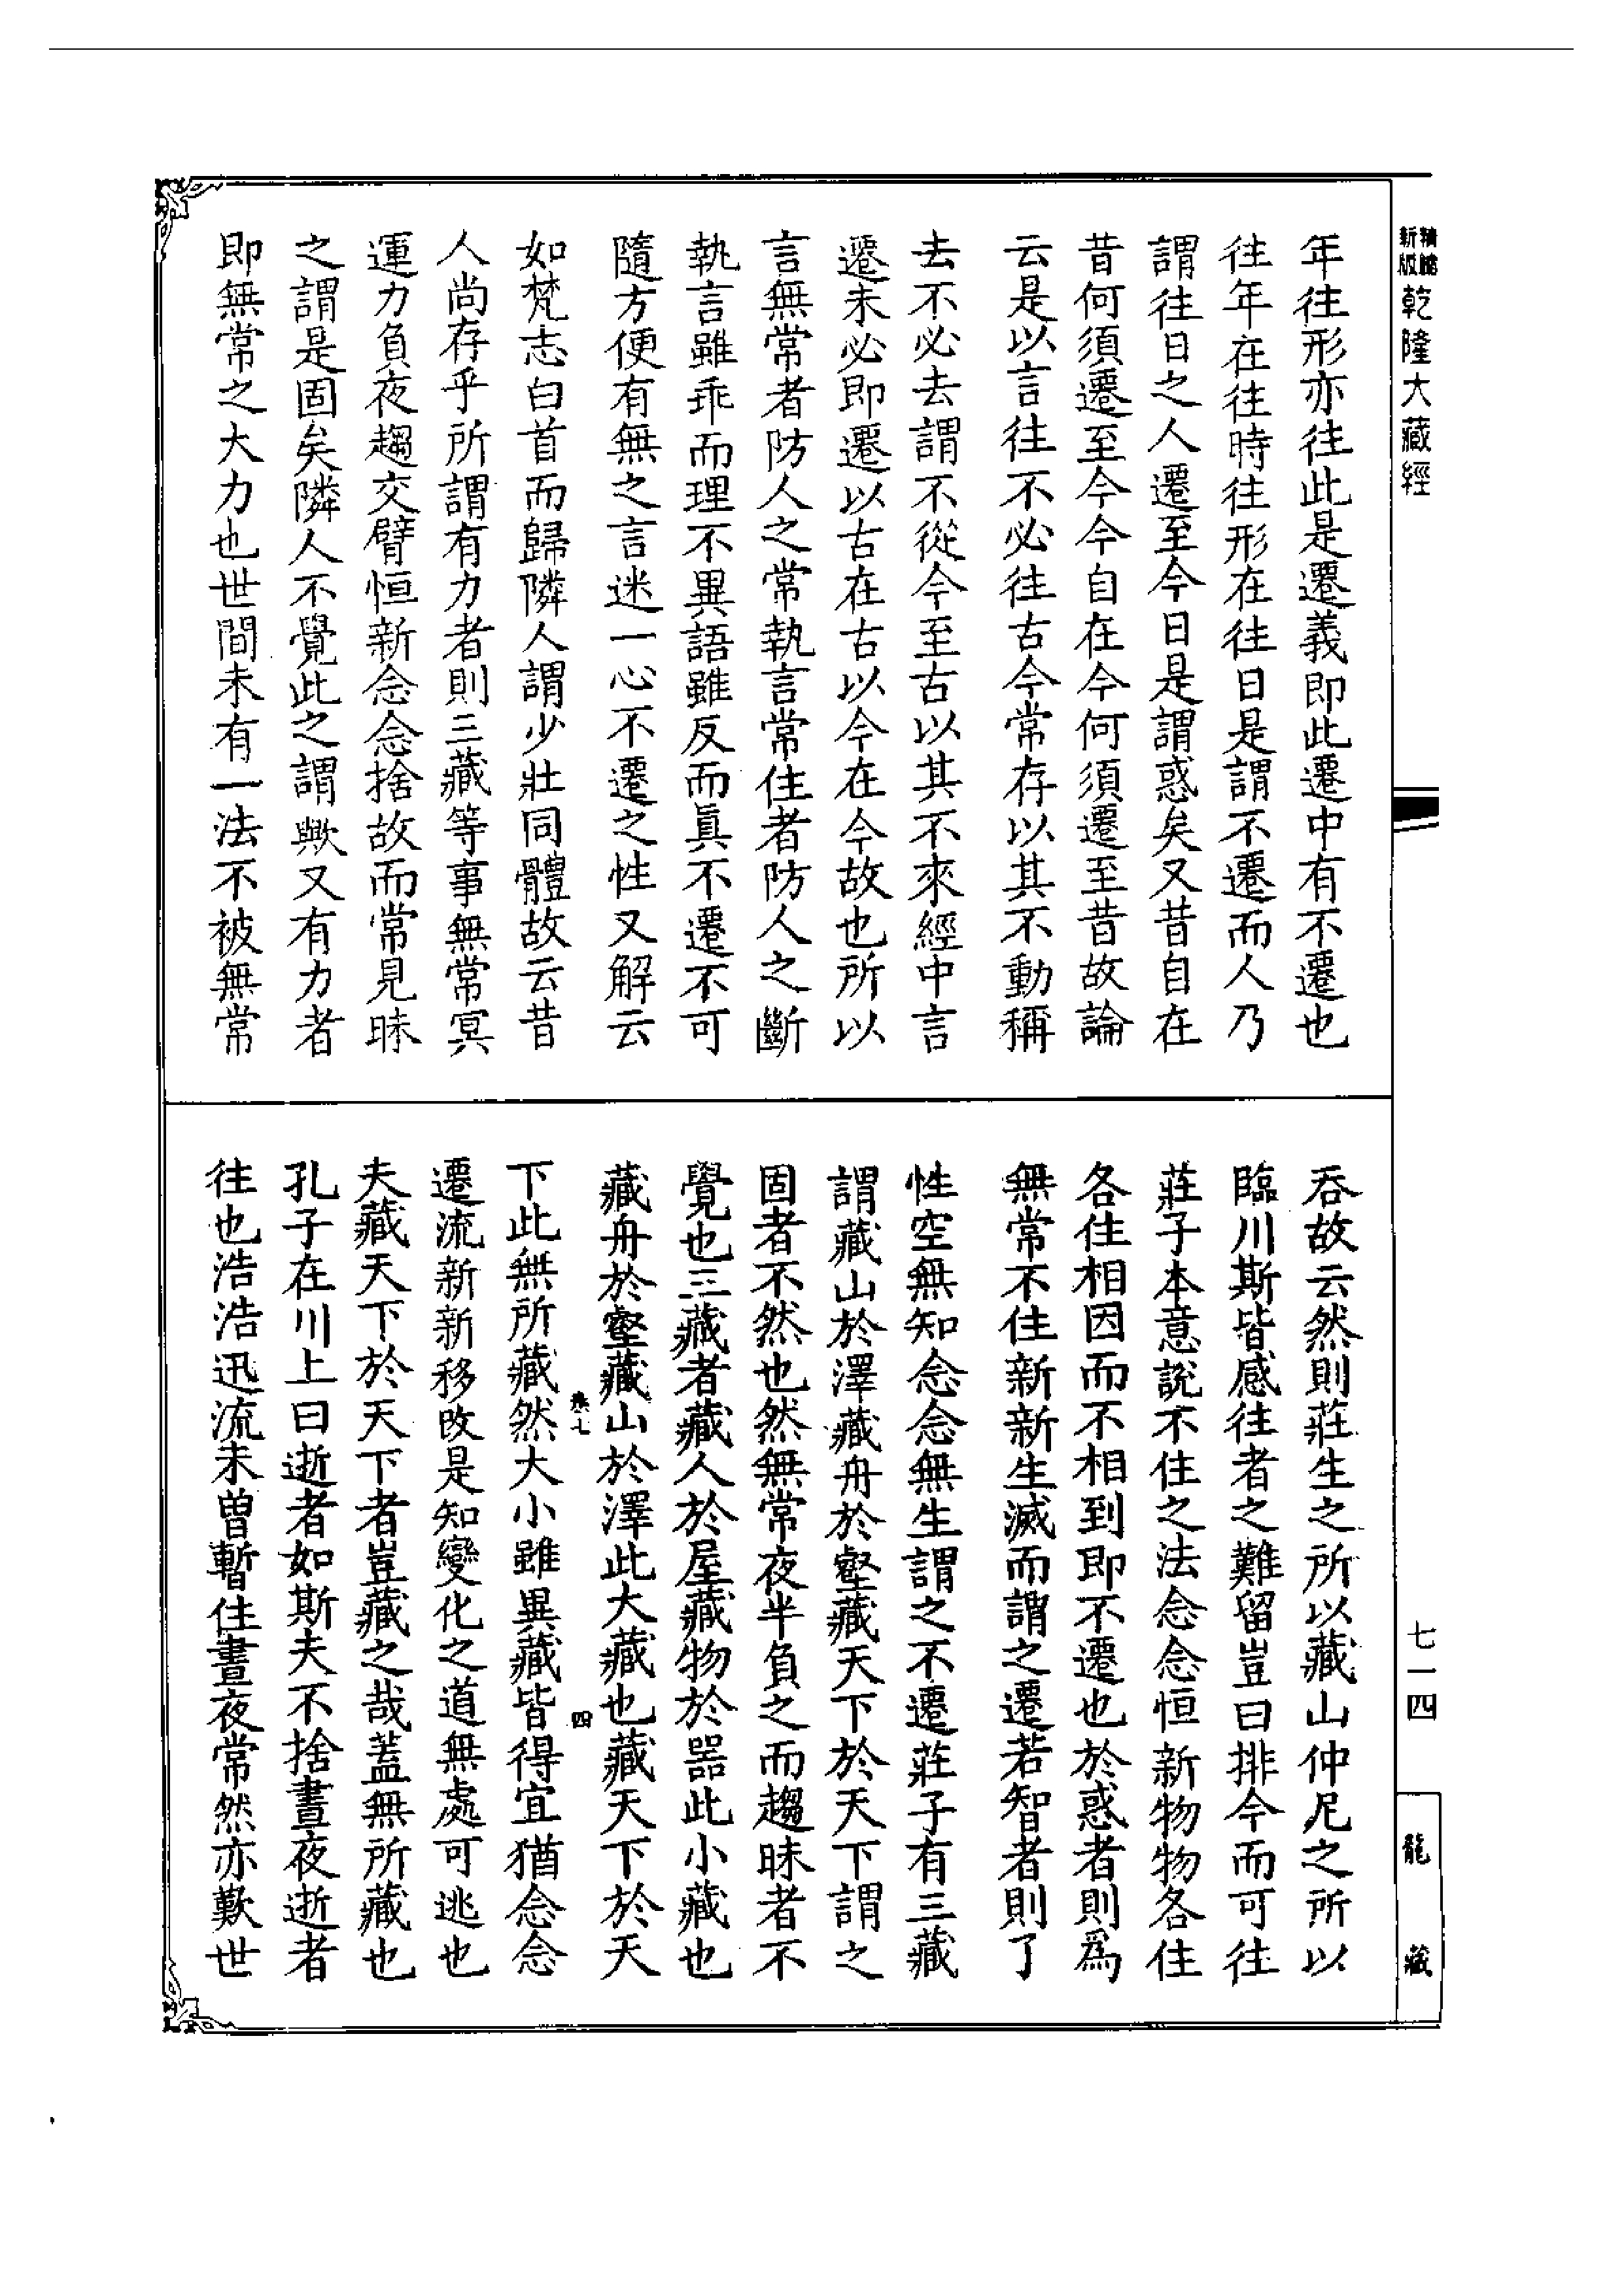 新版
精縮
乾隆大藏經
年往形亦往此是遷義即此遷中有不遷也
往年在往時往形在往日是謂不遷而人乃
謂往日之人遷至今日是謂惑矣又昔自在
昔何須遷至今今自在今何須遷至昔故論
云是以言往不必往古今常存以其不動稱
去不必去謂不從今至古以其不來經中言
遷未必即遷以古在古以今在今故也所以
言無常者防人之常執言常住者防人之斷
執言雖乖而理不異語雖反而眞不遷不可
隨方便有無之言迷一心不遷之性又解云
如梵志白首而歸隣人謂少壯同體故云昔
人尚存乎所謂有力者則三藏等事無常冥
運力負夜趨交臂恒新念念捨故而常見昧
之謂是固矣隣人不覺此之謂歟又有力者
即無常之大力也世間未有一法不被無常
吞故云然則莊生之所以藏山仲尼之所以
臨川斯皆感往者之難留豈曰排今而可往
莊子本意說不住之法念念恒新物物各住
各住相因而不相到即不遷也於惑者則爲
無常不住新新生滅而謂之遷若智者則了
性空無知念念無生謂之不遷莊子有三藏
謂藏山於澤藏舟於壑藏天下於天下謂之
固者不然也然無常夜半負之而趨昧者不
覺也三藏者藏人於屋藏物於器此小藏也
藏舟於壑藏山於澤此大藏也藏天下於天
卷七
四
下此無所藏然大小雖異藏皆得宜猶念念
遷流新新移改是知變化之道無處可逃也
夫藏天下於天下者豈藏之哉蓋無所藏也
孔子在川上曰逝者如斯夫不捨晝夜逝者
往也浩浩迅流未曾暫住晝夜常然亦歎世
七一四
龍藏